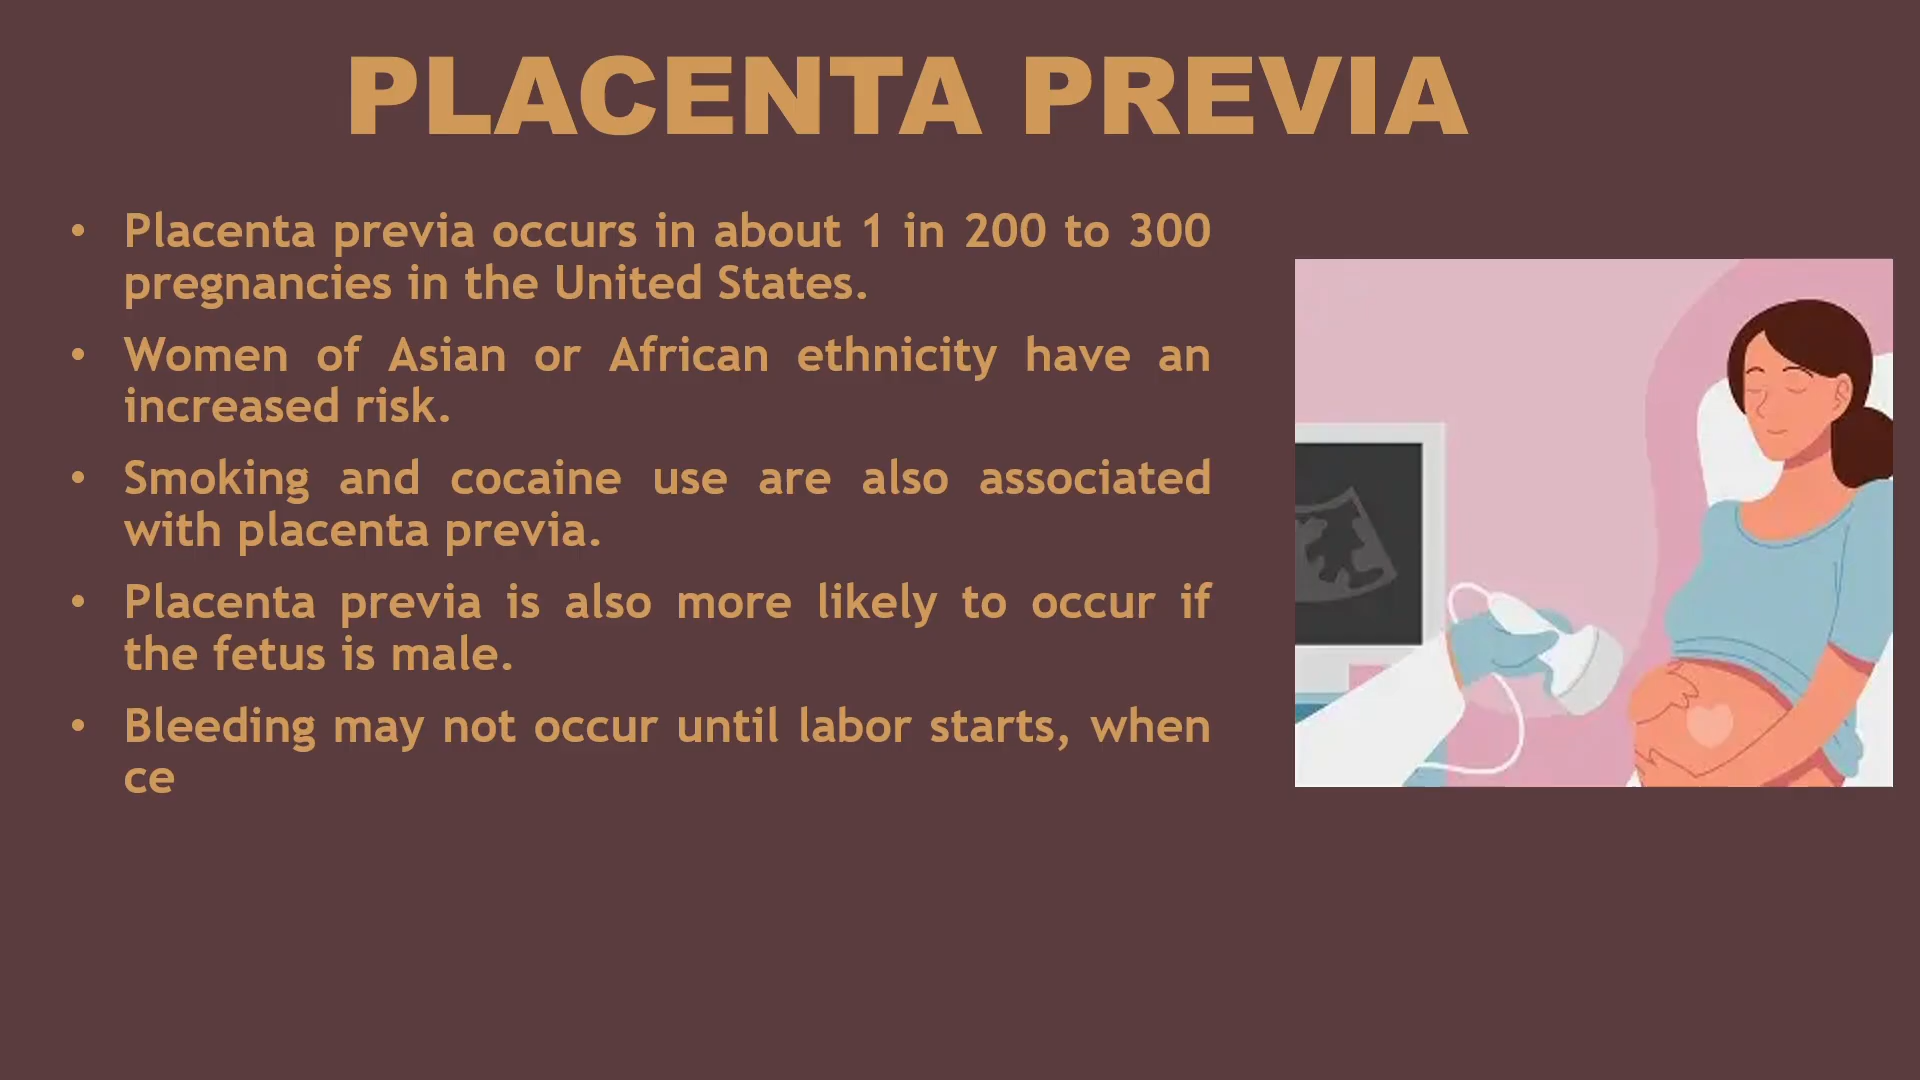 PLACENTA PREVIA
• Placenta previa occurs in about 1 in 200 to 300
pregnancies in the United States.
• Women of Asian or African ethnicity have an
increased risk.
• Smoking and cocaine use are also associated
with placenta previa.
• Placenta previa is also more likely to occur if
the fetus is male.
• Bleeding may not occur until labor starts, when
ce